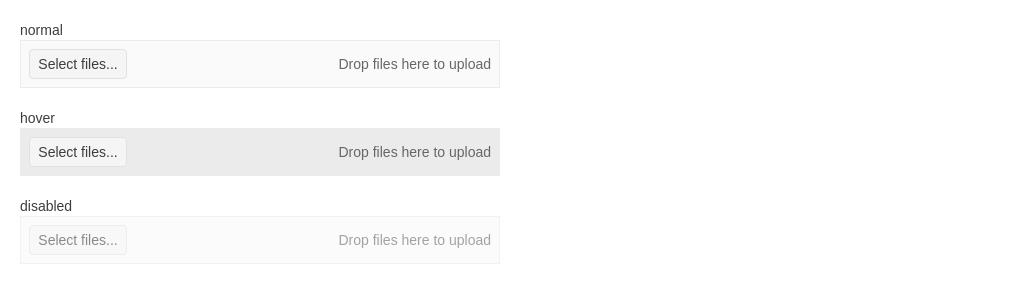 normal
Select files... Drop files here to upload
hover
Select files... Drop files here to upload
disabled
Select files... Drop files here to upload